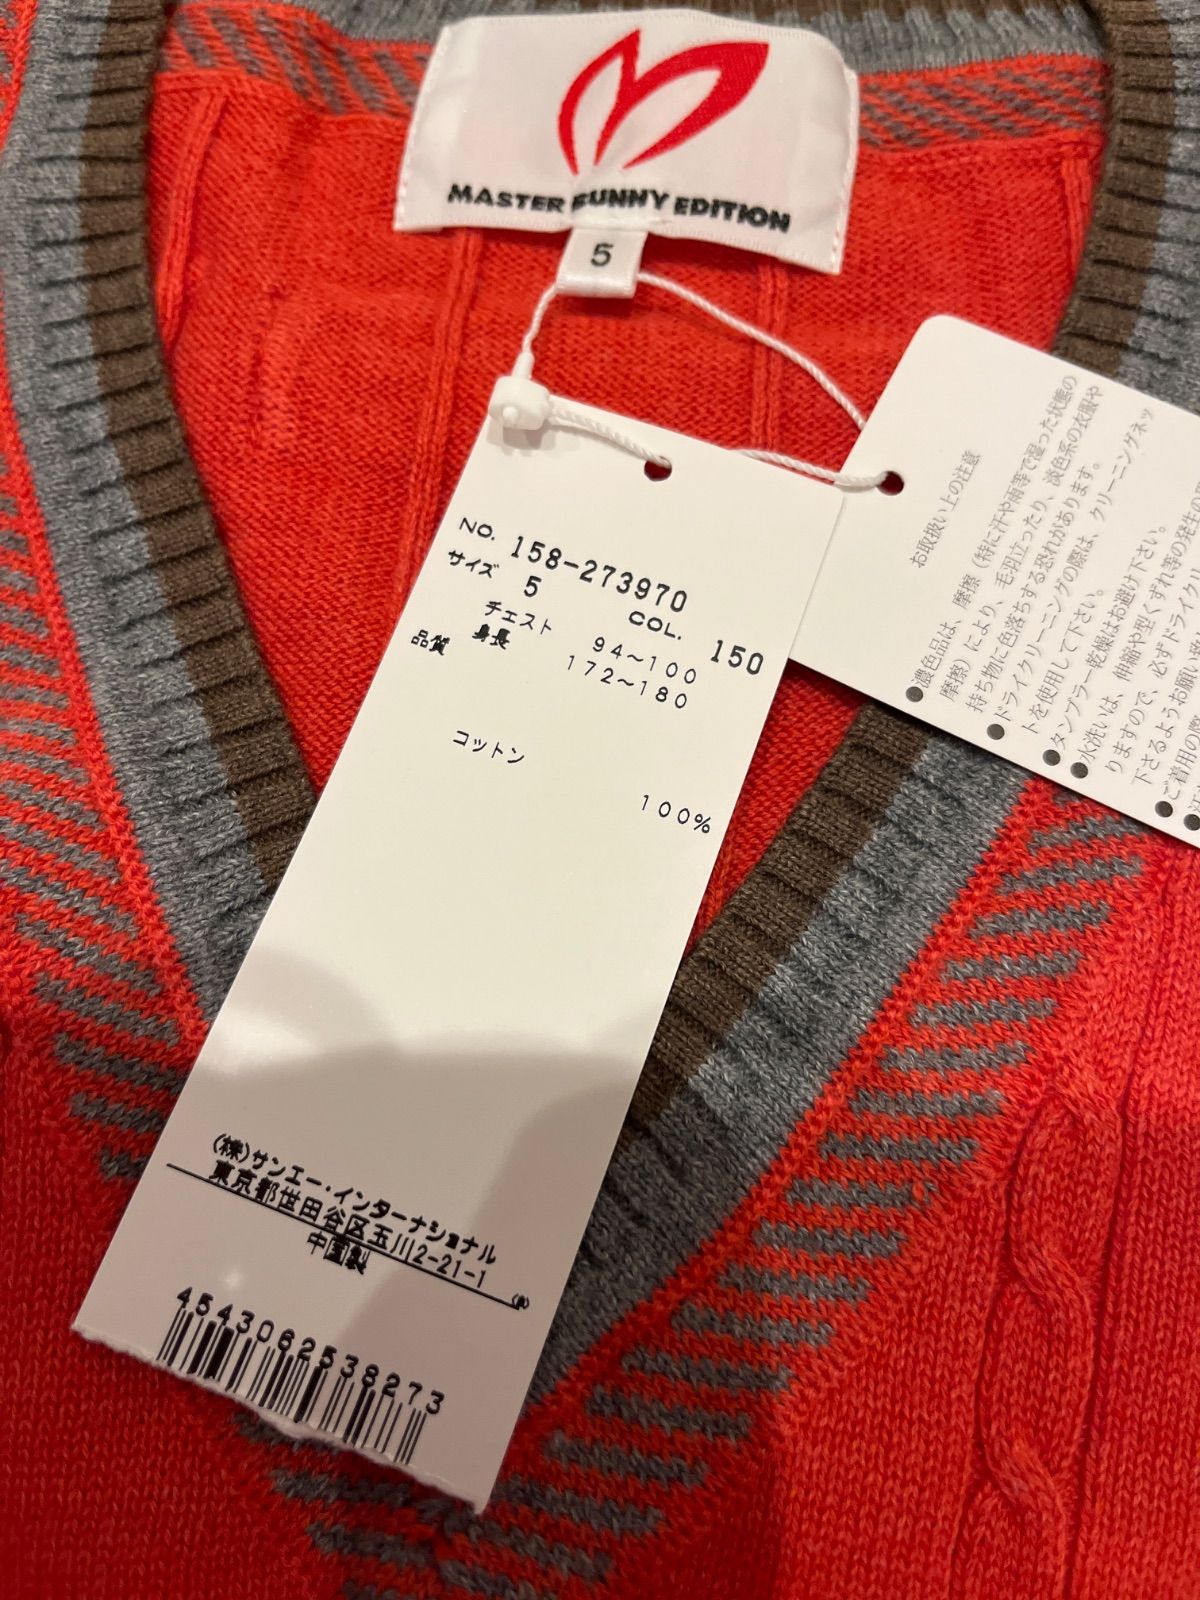 MASTER BUNNY EDITION
5
NO. 158-273970
サイズ 5 COL. 150
チェスト 94～100
身長 172～180
品質
コットン
100%
(株)サンエー・インターナショナル
東京都世田谷区玉川2-21-1
中国製
(P)
4543062538273
お取扱い上の注意
●濃色品は、摩擦（特に汗や雨等で湿った状態の
摩擦）により、毛羽立ったり、淡色系の衣服や
持ち物に色落ちする恐れがあります。
●ドライクリーニングの際は、クリーニングネッ
トを使用して下さい。
●タンブラー乾燥はお避け下さい。
●水洗いは、伸縮や型くずれ等の発生の
りますので、必ずドライクリー
下さるようお願い
●ご着用の際